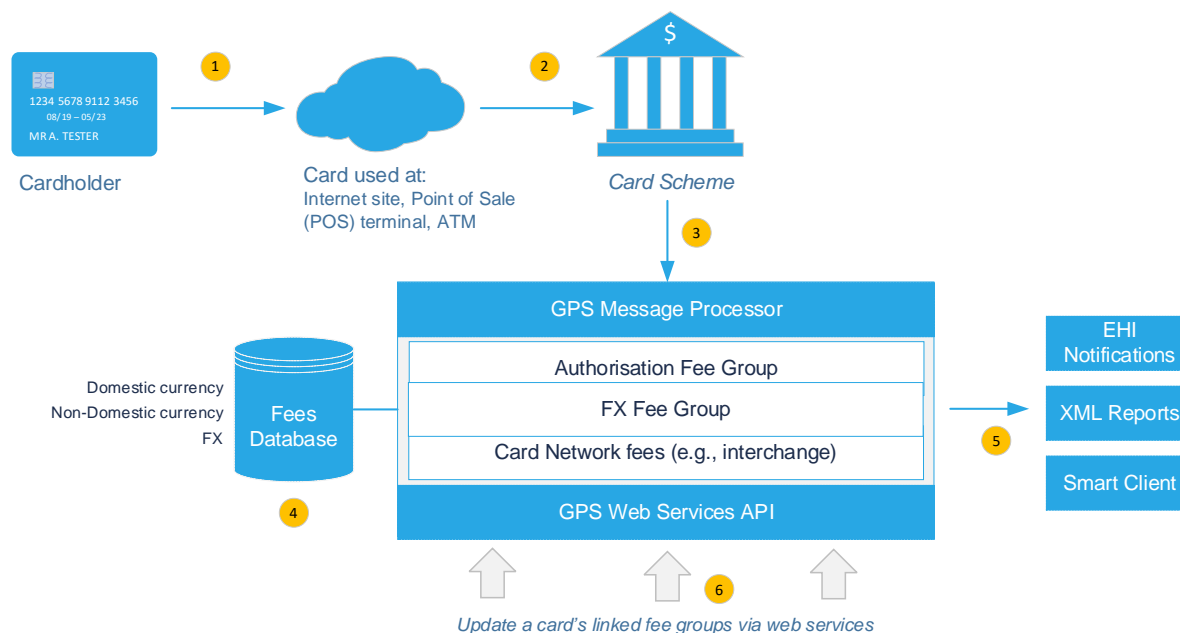 1
2
$
1234 5678 9112 3456
08/19 – 05/23
MR A. TESTER
Cardholder
Card used at:
Internet site, Point of Sale
(POS) terminal, ATM
Card Scheme
3
GPS Message Processor
Authorisation Fee Group
FX Fee Group
Card Network fees (e.g., interchange)
GPS Web Services API
Domestic currency
Non-Domestic currency
FX
Fees
Database
4
5
EHI
Notifications
XML Reports
Smart Client
6
Update a card's linked fee groups via web services